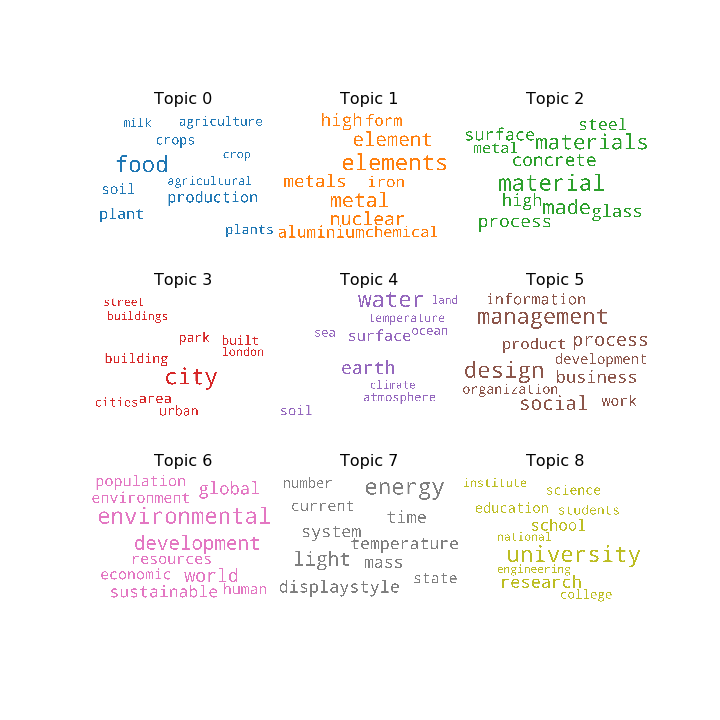 Topic 0
milk agriculture
crops
crop
food
agricultural
soil
production
plant
plants
Topic 1
high form
element
elements
metals iron
metal
nuclear
aluminium chemical
Topic 2
steel
surface
materials
metal
concrete
material
high
made
glass
process
Topic 3
street
buildings
park built
london
building
city
cities area
urban
Topic 4
water land
temperature
sea surface ocean
earth
climate
atmosphere
soil
Topic 5
information
management
product process
development
design business
organization
social work
Topic 6
population
global
environment
environmental
development
resources
economic world
sustainable human
Topic 7
number energy
current
time
system
temperature
light mass
state
displaystyle
Topic 8
institute science
education students
school
national
university
engineering
research
college